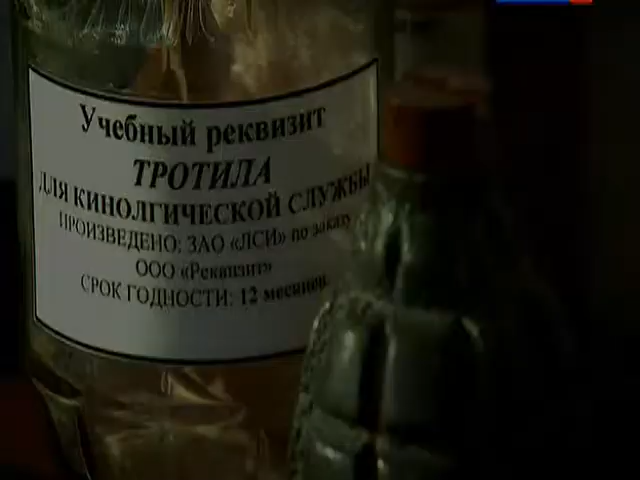 Учебный реквизит
ТРОТИЛА
ДЛЯ КИНОЛГИЧЕСКОЙ СЛУЖБЫ
ПРОИЗВЕДЕНО: ЗАО «ЛСИ» по заказу
ООО «Реквизит»
СРОК ГОДНОСТИ: 12 месяцев